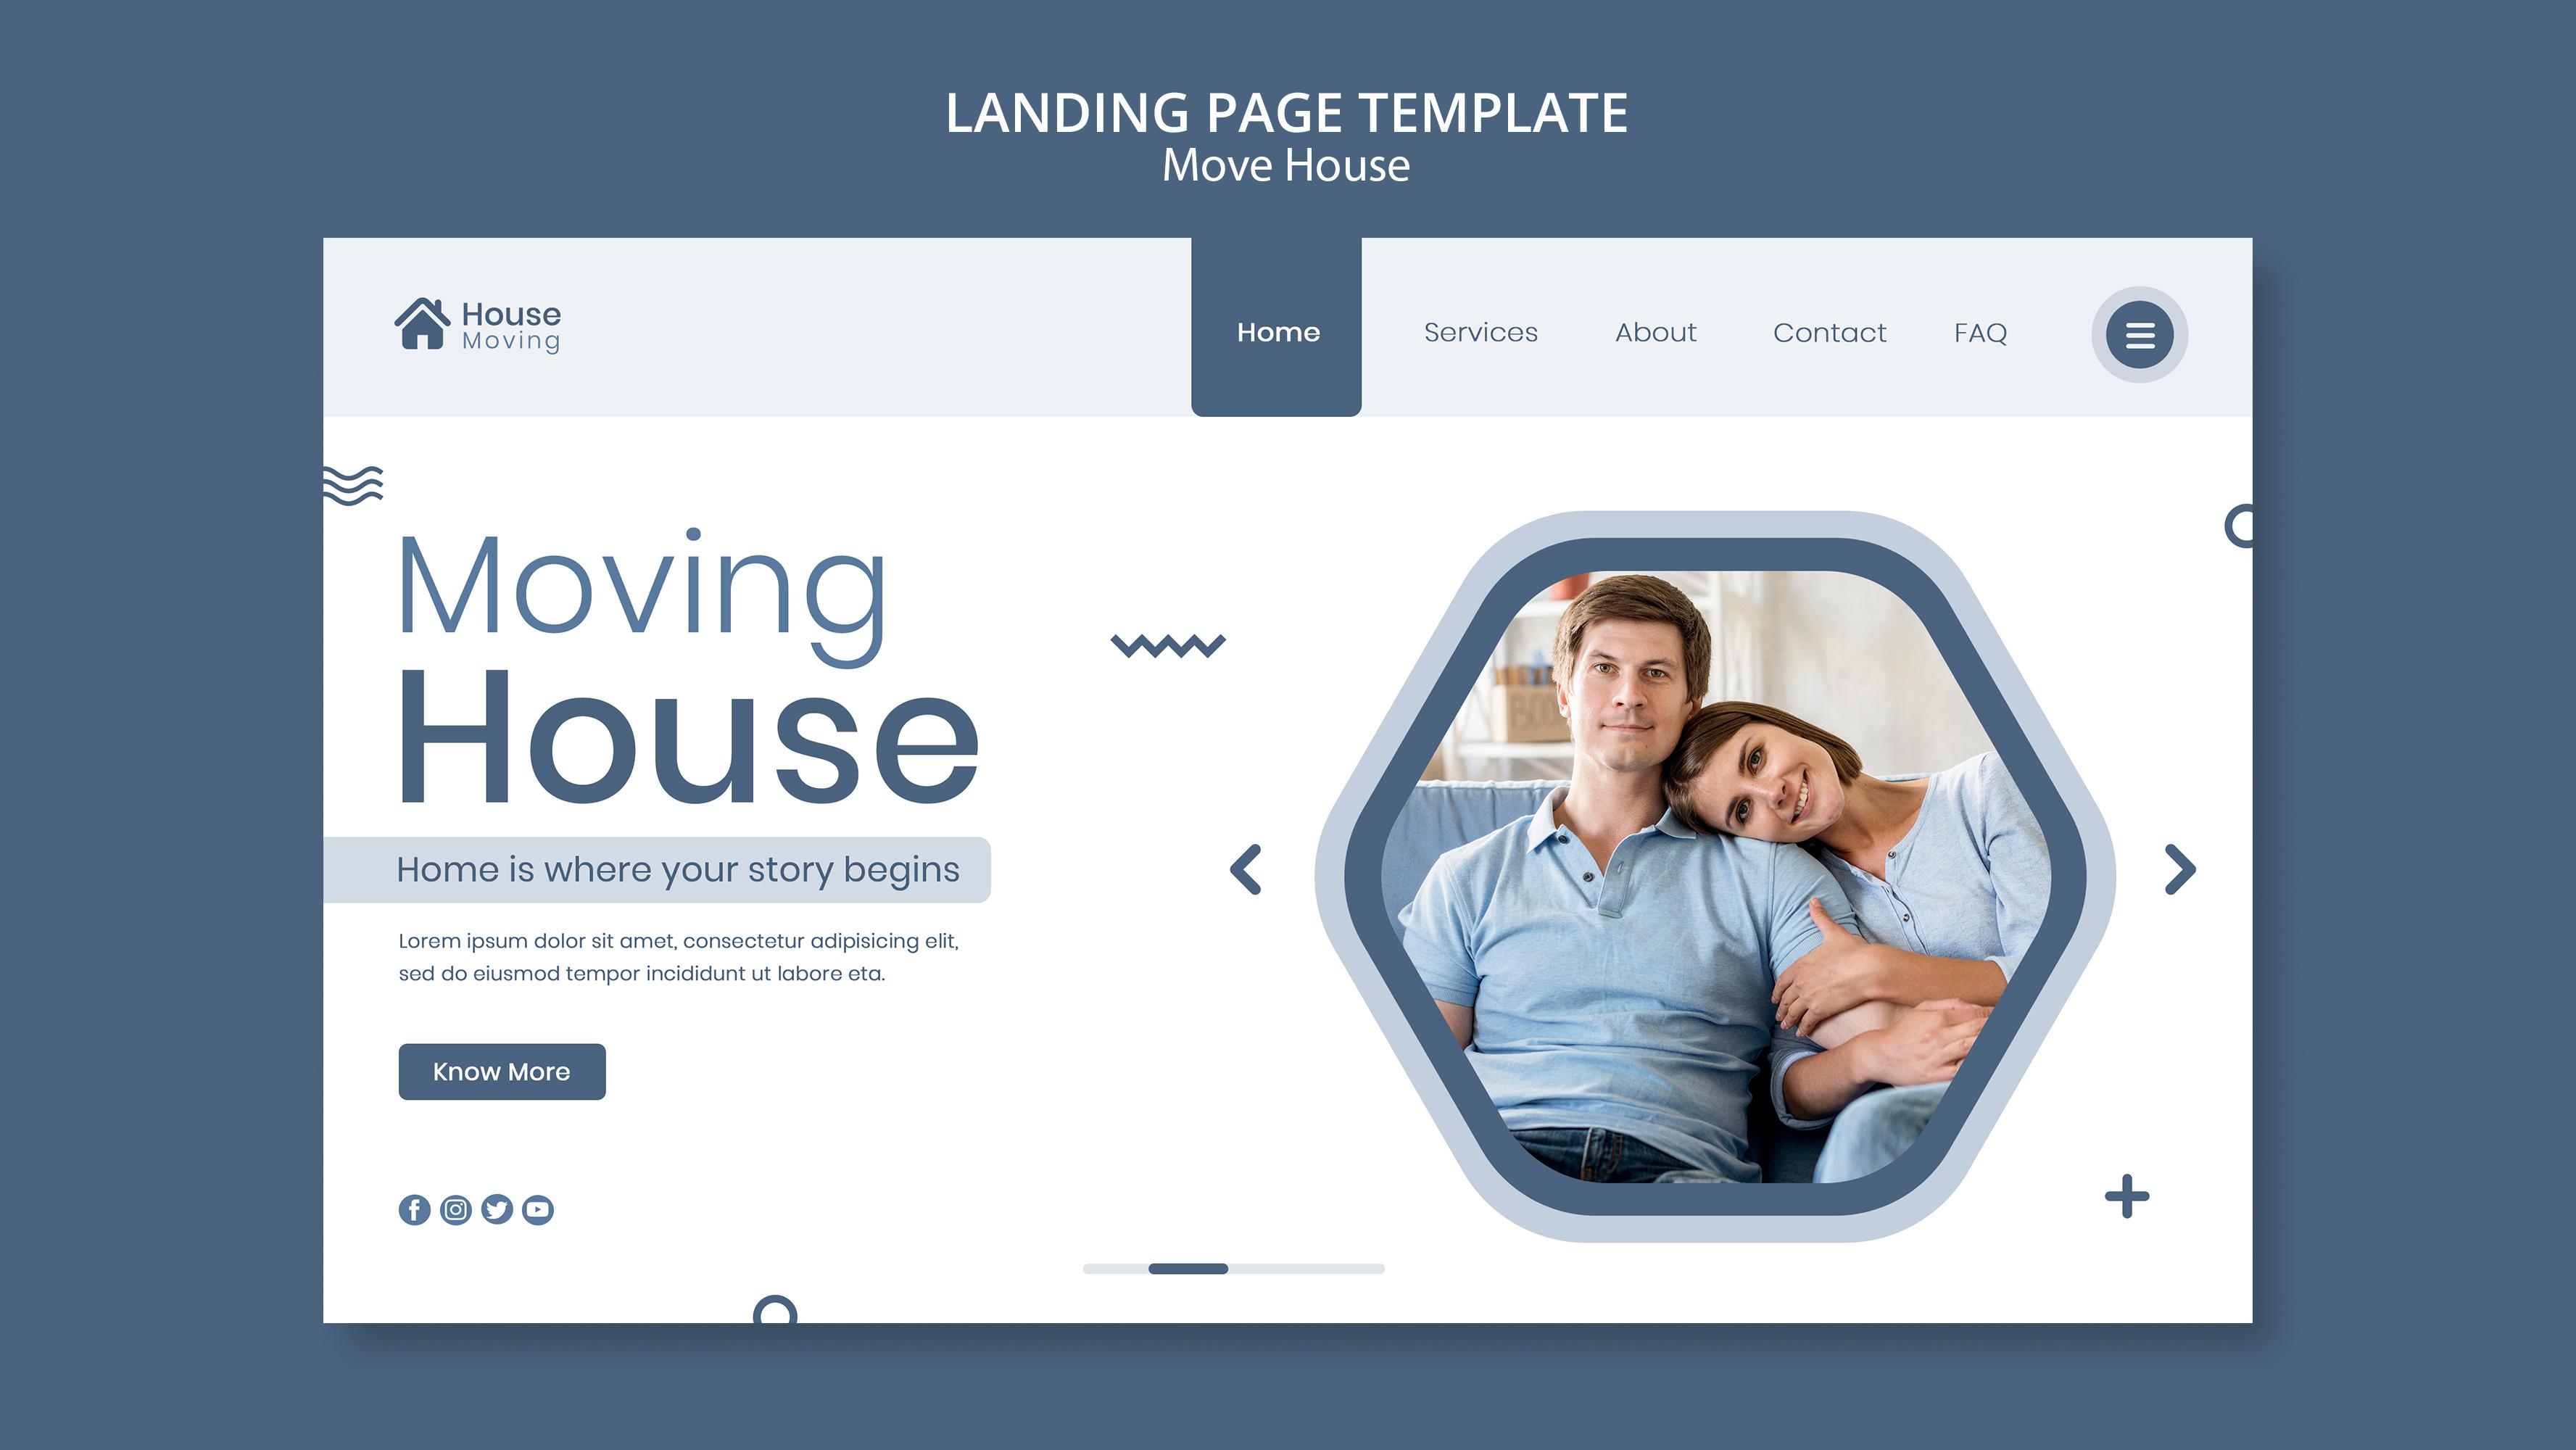 LANDING PAGE TEMPLATE
Move House
House
Moving
Home Services About Contact FAQ
Moving
House
Home is where your story begins
Lorem ipsum dolor sit amet, consectetur adipisicing elit,
sed do eiusmod tempor incididunt ut labore eta.
Know More